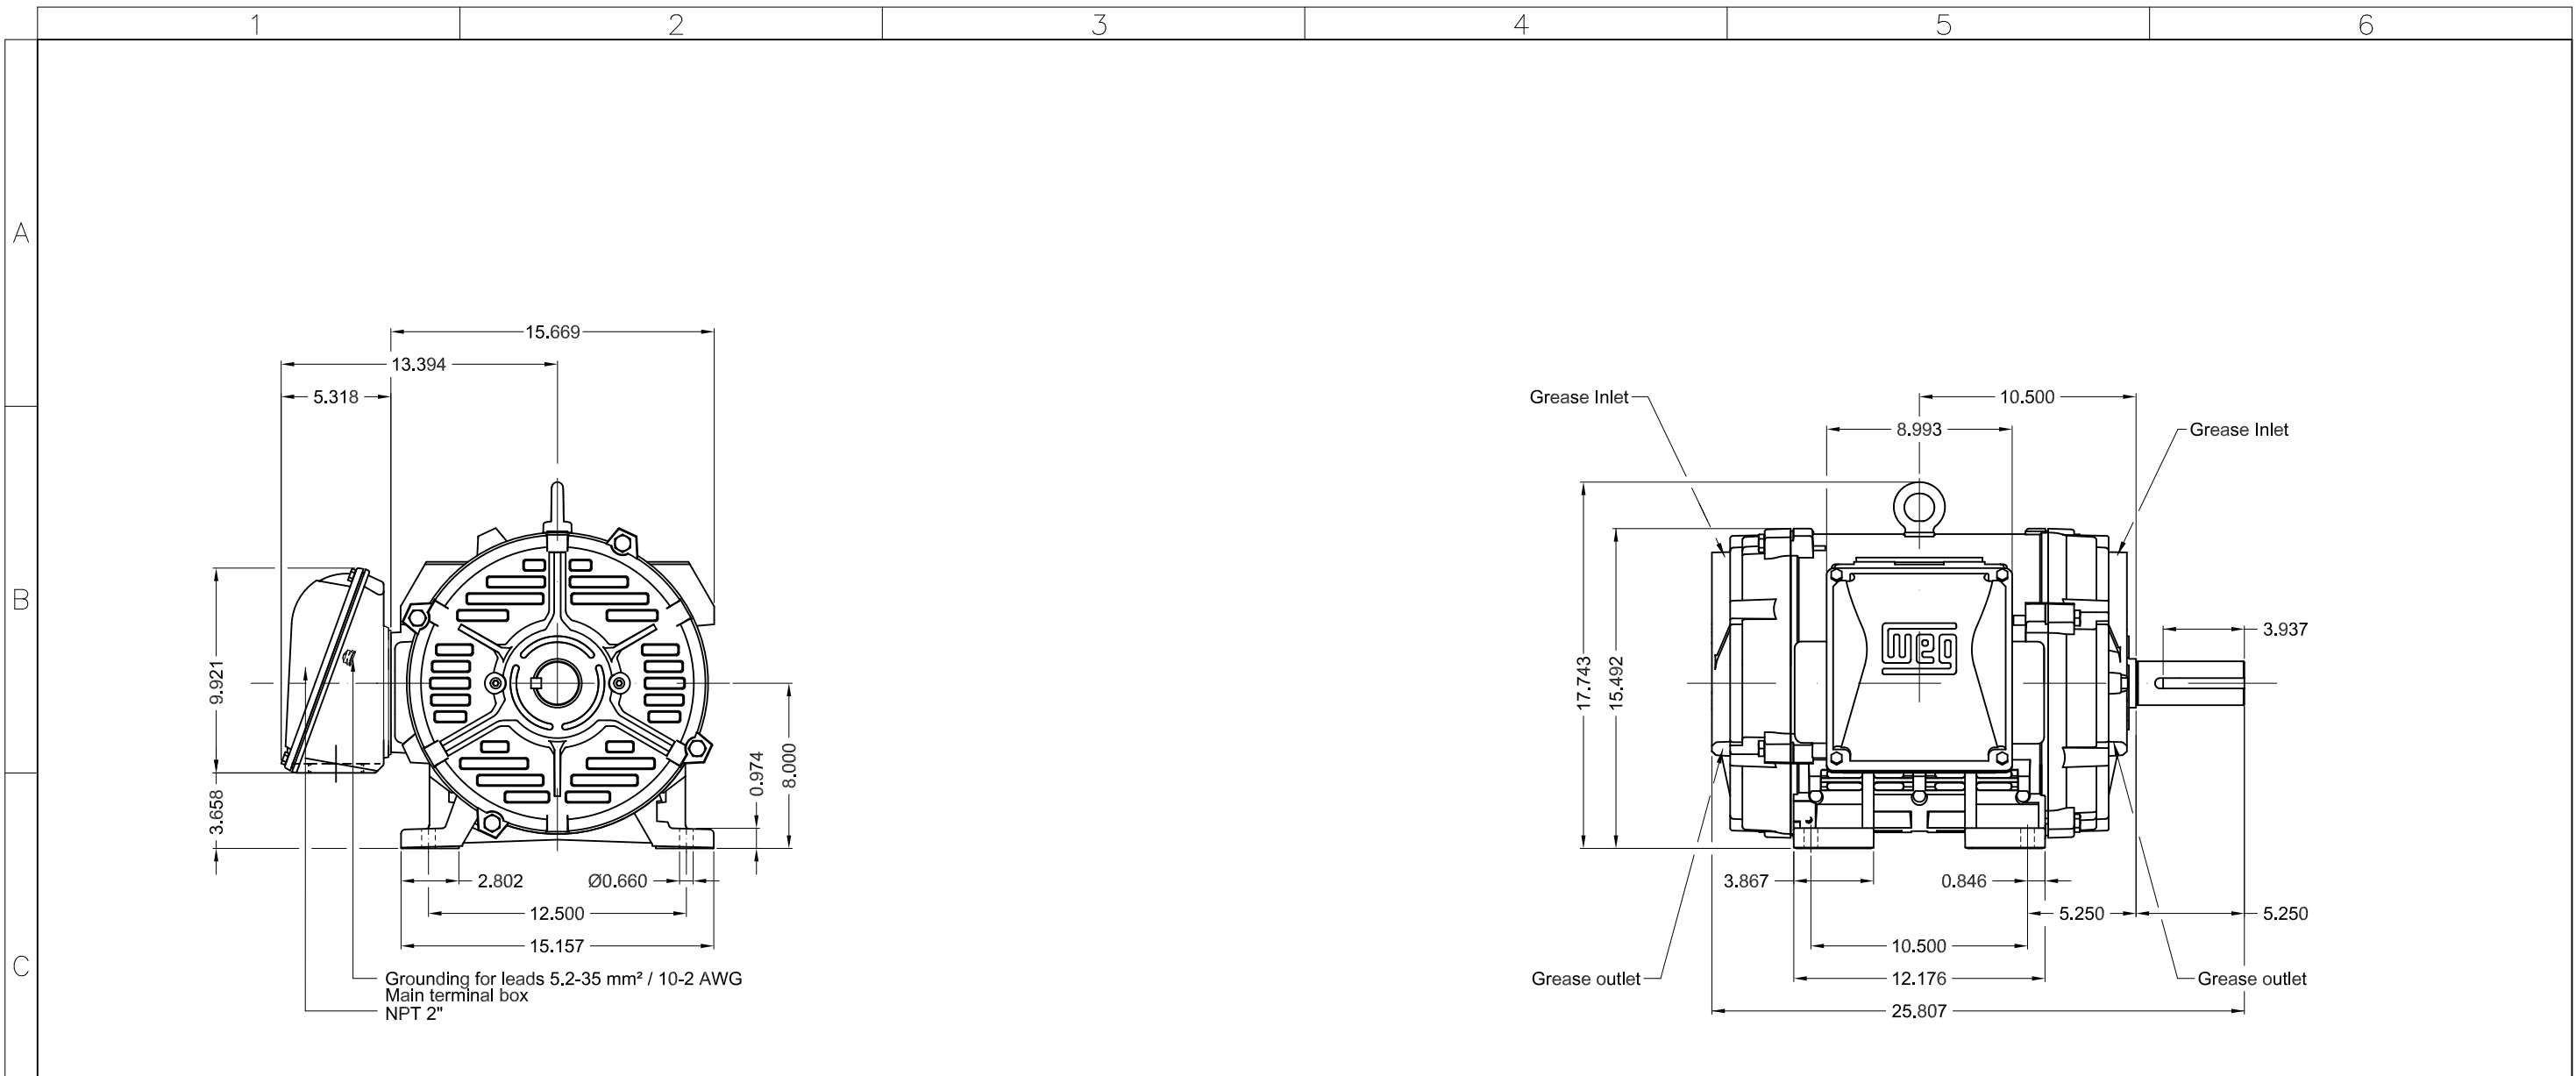 1
2
3
4
5
6
A
B
C
15.669
13.394
5.318
9.921
3.658
0.974
8.000
2.802
Ø0.660
12.500
15.157
Grounding for leads 5.2-35 mm² / 10-2 AWG
Main terminal box
NPT 2"
Grease Inlet
10.500
8.993
Grease Inlet
17.743
15.492
weg
3.937
3.867
0.846
5.250
5.250
10.500
Grease outlet
12.176
Grease outlet
25.807